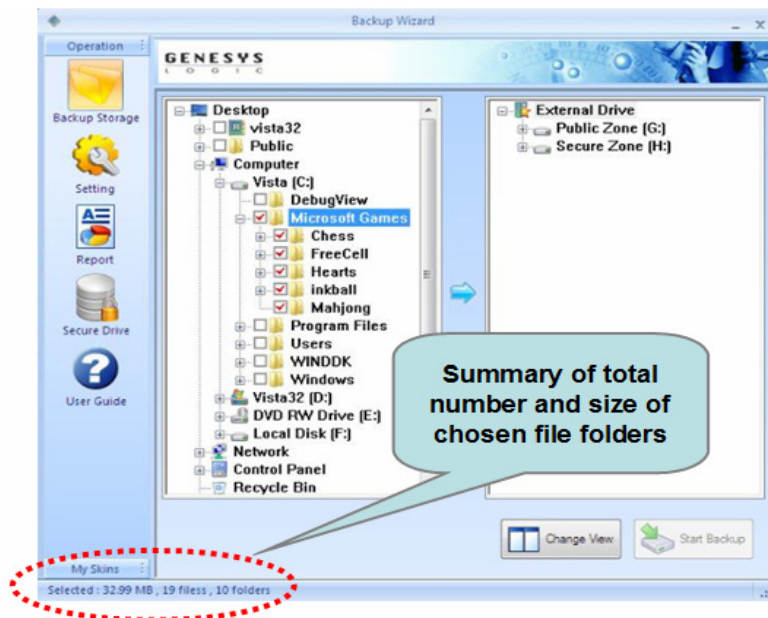 Backup Wizard
Operation
GENESYS
LOGIC
Backup Storage
Setting
Report
Secure Drive
User Guide
My Skins
Desktop
vista32
Public
Computer
Vista (C:)
DebugView
Microsoft Games
Chess
FreeCell
Hearts
inkball
Mahjong
Program Files
Users
WINDDK
Windows
Vista32 (D:)
DVD RW Drive (E:)
Local Disk (F:)
Network
Control Panel
Recycle Bin
External Drive
Public Zone (G:)
Secure Zone (H:)
Summary of total
number and size of
chosen file folders
Change View
Start Backup
Selected : 32.99 MB , 19 filess , 10 folders